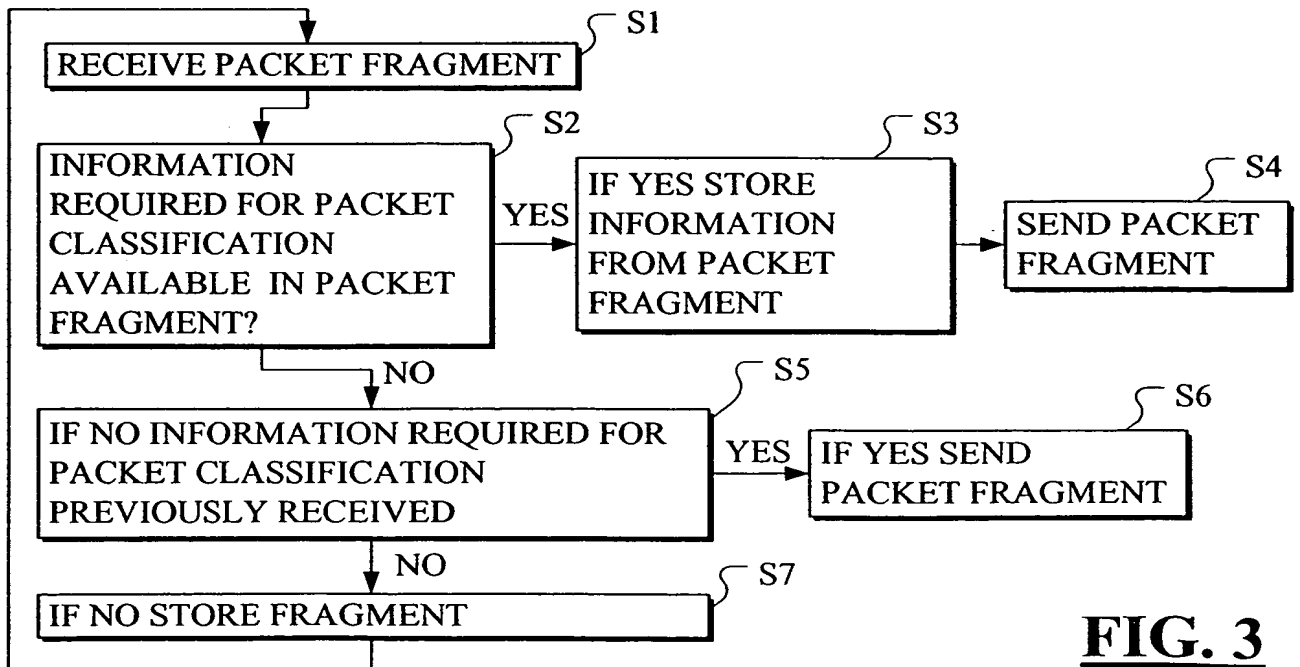 S1
RECEIVE PACKET FRAGMENT
S2
INFORMATION
REQUIRED FOR PACKET
CLASSIFICATION
AVAILABLE IN PACKET
FRAGMENT?
YES
S3
IF YES STORE
INFORMATION
FROM PACKET
FRAGMENT
S4
SEND PACKET
FRAGMENT
NO
S5
IF NO INFORMATION REQUIRED FOR
PACKET CLASSIFICATION
PREVIOUSLY RECEIVED
YES
S6
IF YES SEND
PACKET FRAGMENT
NO
S7
IF NO STORE FRAGMENT
FIG. 3